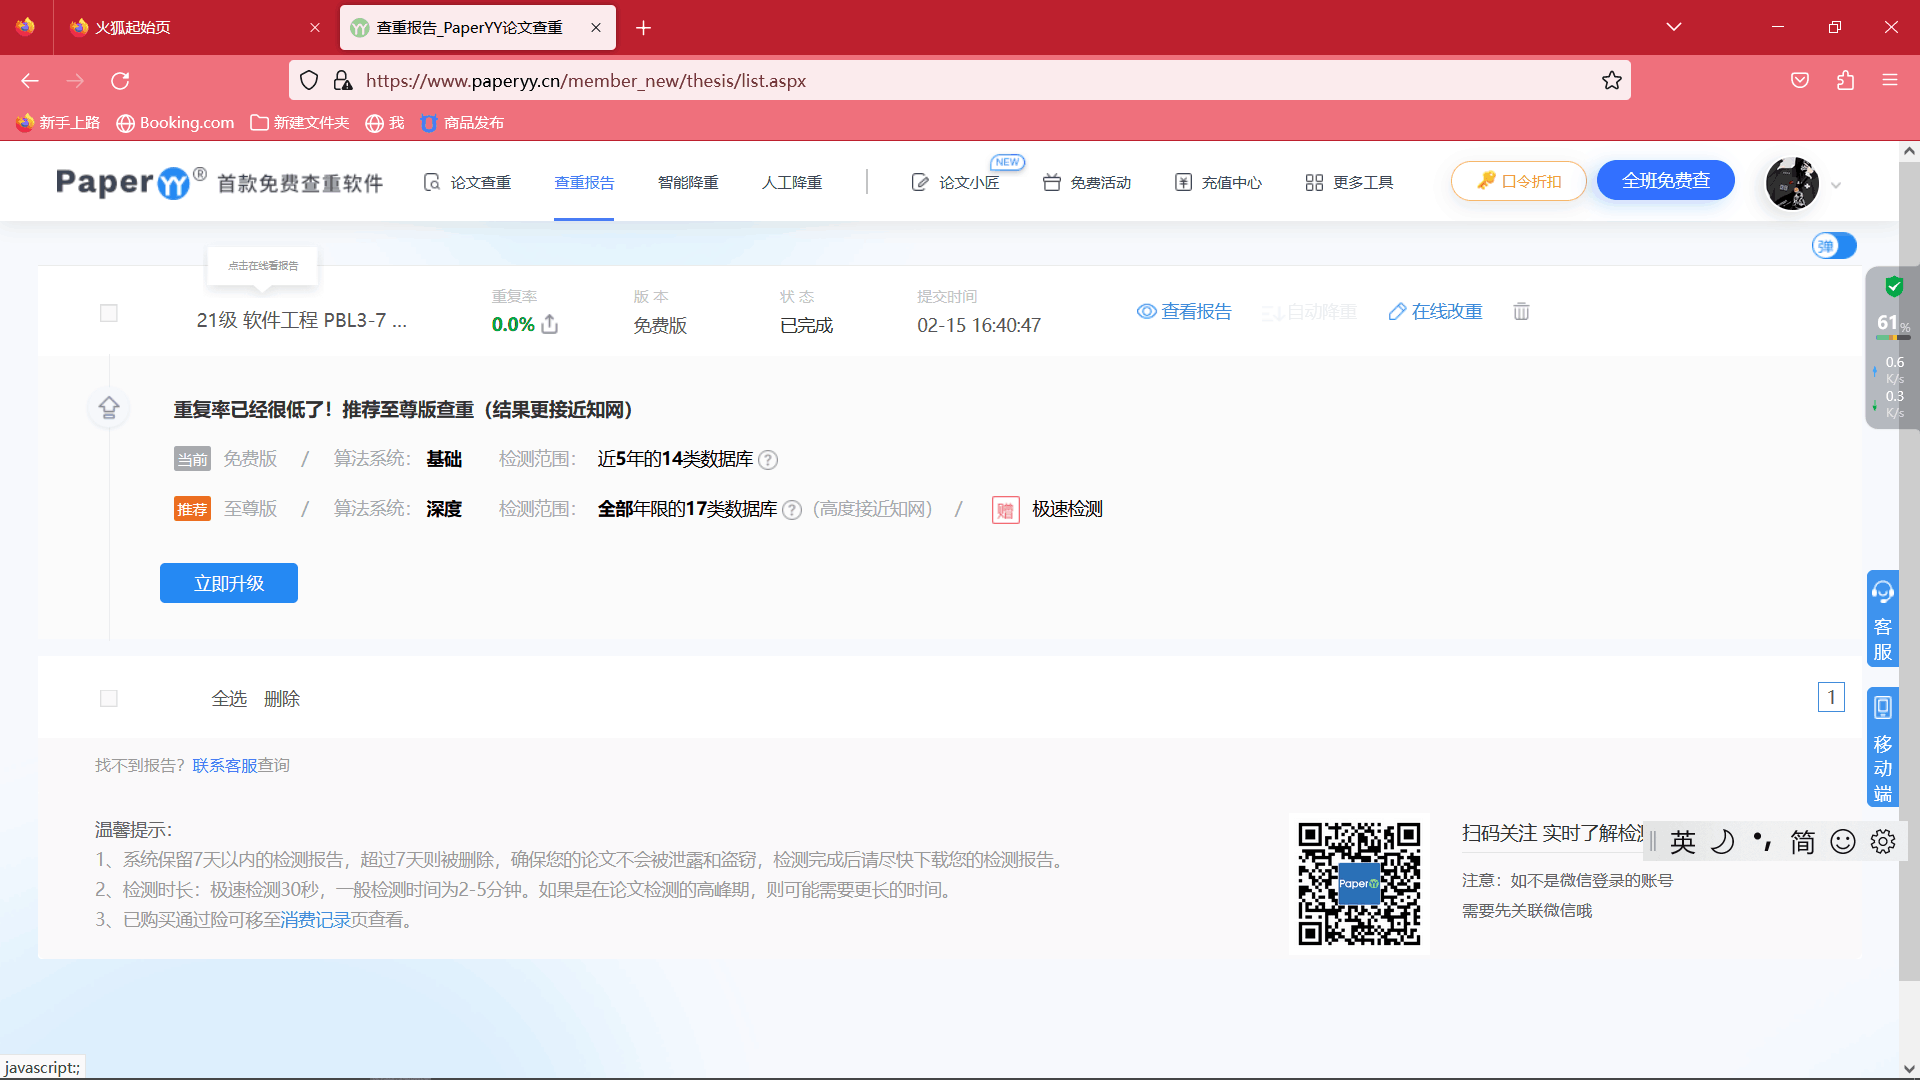 火狐起始页
查重报告_PaperYY论文查重
https://www.paperyy.cn/member_new/thesis/list.aspx
新手上路 Booking.com 新建文件夹 我 商品发布
PaperYY® 首款免费查重软件 论文查重 查重报告 智能降重 人工降重 论文小匠 NEW 免费活动 充值中心 更多工具 口令折扣 全班免费查
弹
点击在线看报告
21级 软件工程 PBL3-7 ...
重复率 版 本 状 态 提交时间
0.0% 免费版 已完成 02-15 16:40:47
查看报告 自动降重 在线改重
61%
0.6
K/s
0.3
K/s
重复率已经很低了！推荐至尊版查重（结果更接近知网）
当前 免费版 / 算法系统： 基础 检测范围： 近5年的14类数据库 ?
推荐 至尊版 / 算法系统： 深度 检测范围： 全部年限的17类数据库 ?（高度接近知网） / 赠 极速检测
立即升级
客服
全选 删除
1
移动端
找不到报告？联系客服查询
温馨提示：
1、系统保留7天以内的检测报告，超过7天则被删除，确保您的论文不会被泄露和盗窃，检测完成后请尽快下载您的检测报告。
2、检测时长：极速检测30秒，一般检测时间为2-5分钟。如果是在论文检测的高峰期，则可能需要更长的时间。
3、已购买通过险可移至消费记录页查看。
PaperYY
扫码关注 实时了解检
英 简
注意：如不是微信登录的账号
需要先关联微信哦
javascript:;